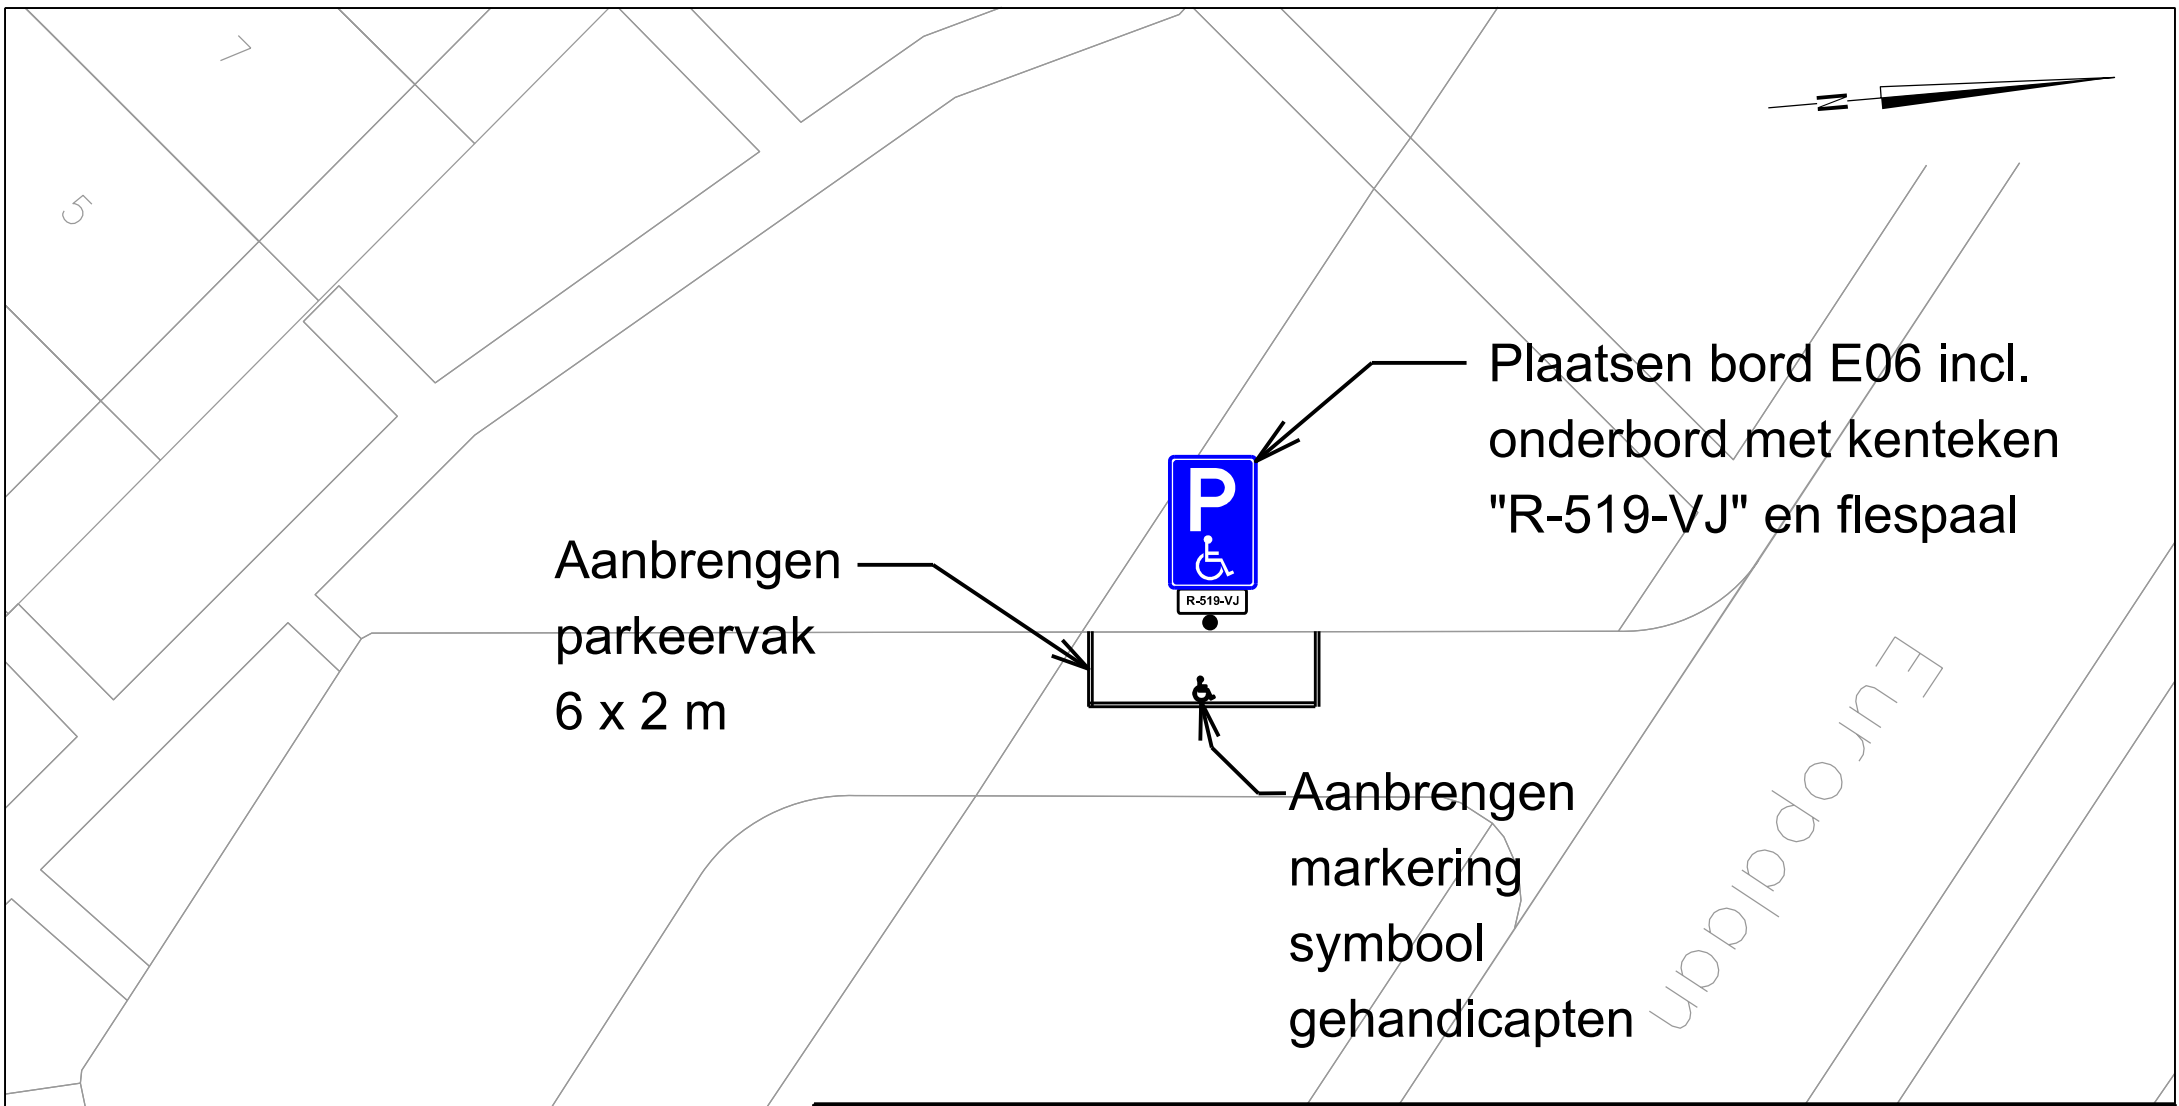 7
5
N
Plaatsen bord E06 incl.
onderbord met kenteken
"R-519-VJ" en flespaal
P
R-519-VJ
Aanbrengen
parkeervak
6 x 2 m
Aanbrengen
markering
symbool
gehandicapten
Europalaan